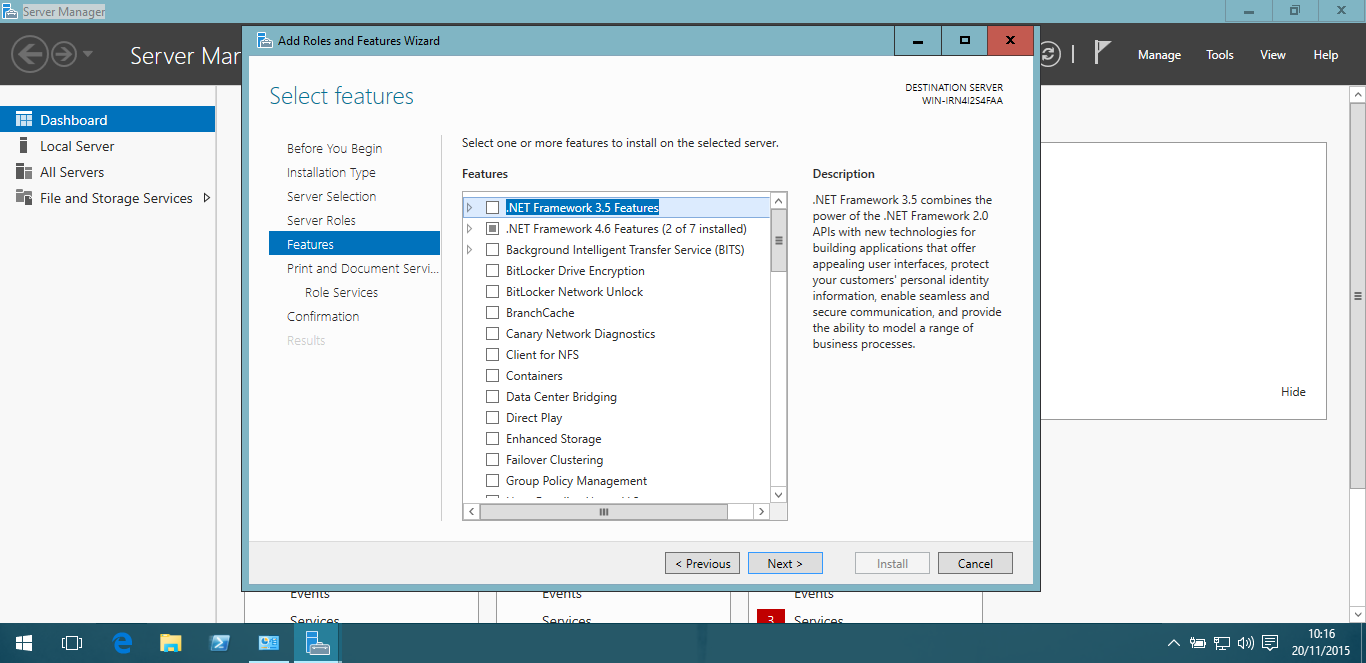 Server Manager
Add Roles and Features Wizard
Server Mar
Manage
Tools
View
Help
Dashboard
Local Server
All Servers
File and Storage Services
Select features
DESTINATION SERVER
WIN-IRN4I2S4FAA
Before You Begin
Installation Type
Server Selection
Server Roles
Features
Print and Document Servi...
Role Services
Confirmation
Results
Select one or more features to install on the selected server.
Features
.NET Framework 3.5 Features
.NET Framework 4.6 Features (2 of 7 installed)
Background Intelligent Transfer Service (BITS)
BitLocker Drive Encryption
BitLocker Network Unlock
BranchCache
Canary Network Diagnostics
Client for NFS
Containers
Data Center Bridging
Direct Play
Enhanced Storage
Failover Clustering
Group Policy Management
Description
.NET Framework 3.5 combines the
power of the .NET Framework 2.0
APIs with new technologies for
building applications that offer
appealing user interfaces, protect
your customers' personal identity
information, enable seamless and
secure communication, and provide
the ability to model a range of
business processes.
Hide
< Previous
Next >
Install
Cancel
Events
Events
Events
Services
Services
3 Services
10:16
20/11/2015